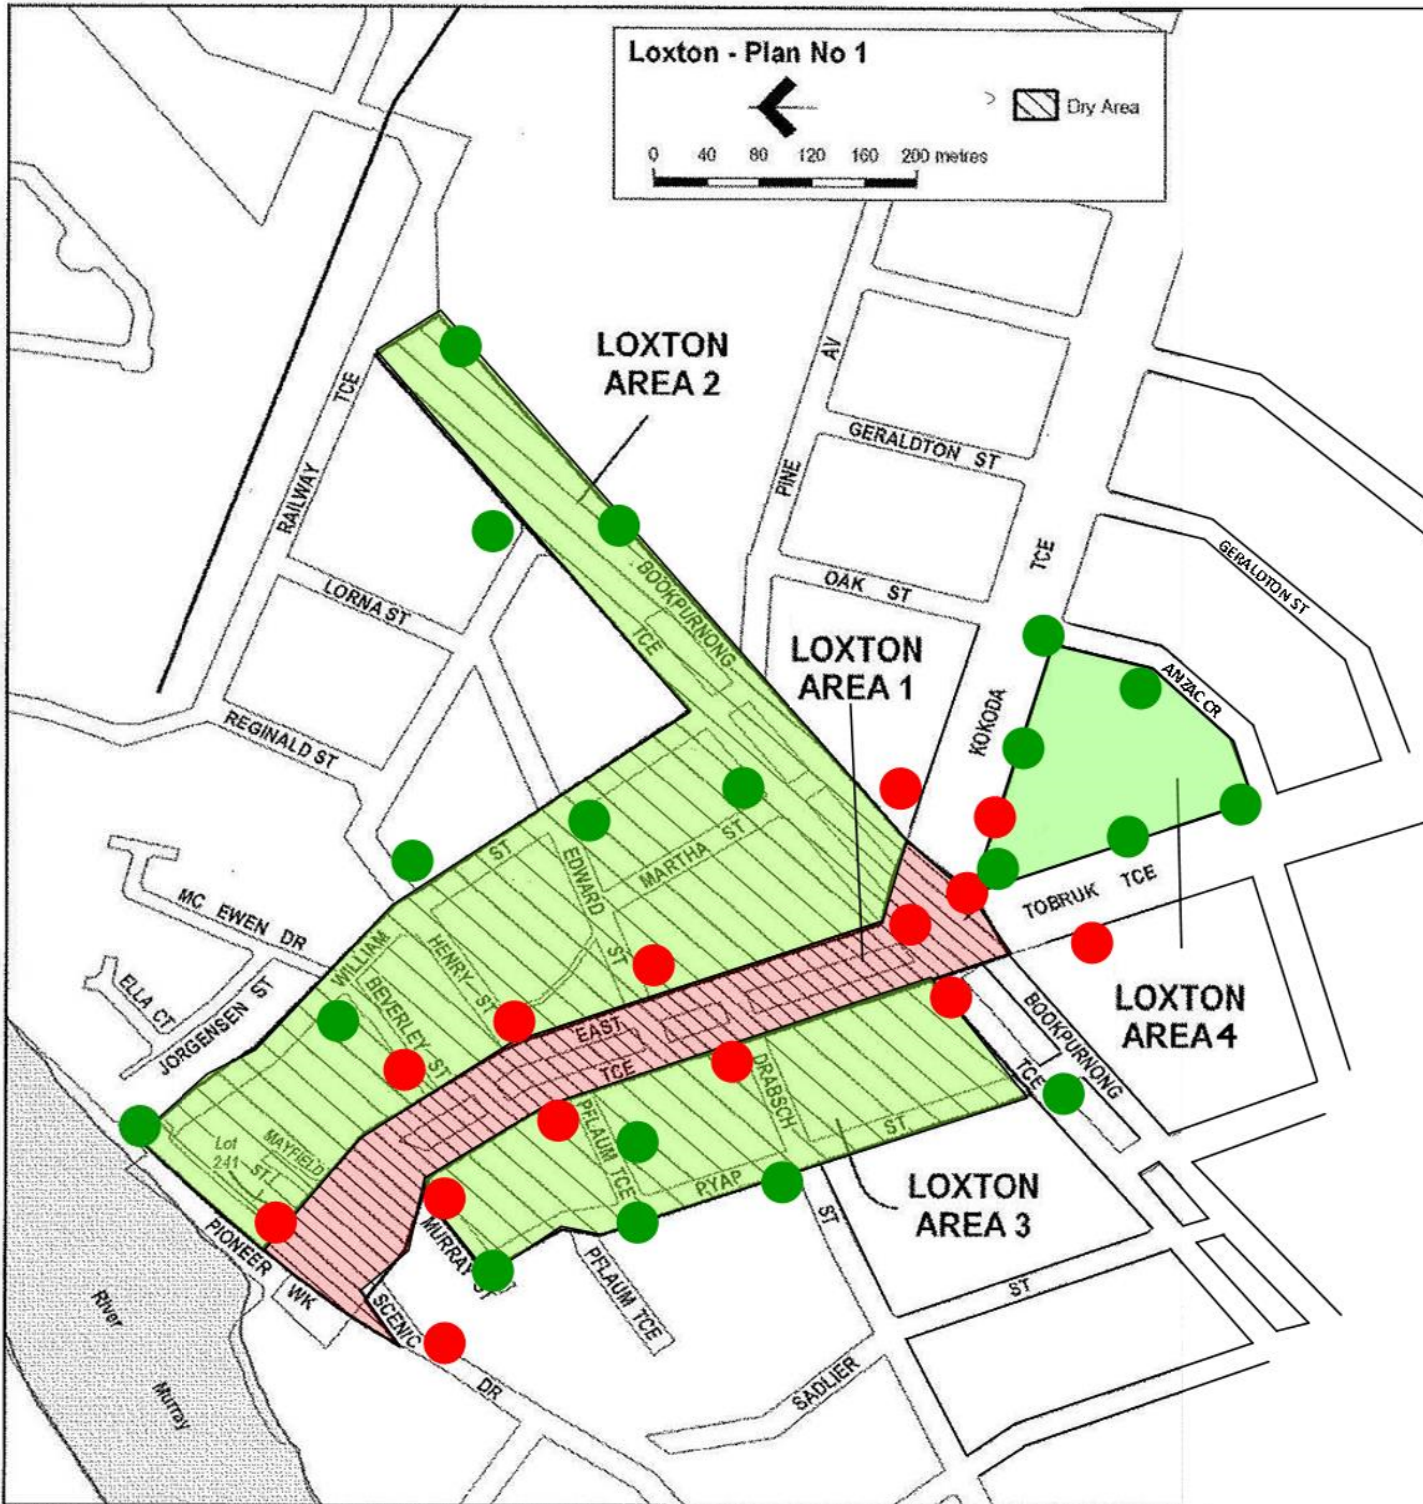 Loxton - Plan No 1
Dry Area
0 40 80 120 160 200 metres
LOXTON
AREA 2
AV
GERALDTON ST
PINE
TCE
RAILWAY
TCE
GERALDTON ST
OAK ST
LORNA ST
BOOKPURNONG
TCE
LOXTON
AREA 1
ANZAC CR
KOKODA
REGINALD ST
ST
EDWARD
ST
MARTHA ST
TOBRUK TCE
MC EWEN DR
WILLIAM
HENRY ST
BEVERLEY ST
ELLA CT
JORGENSEN ST
EAST
TCE
BOOKPURNONG
TCE
LOXTON
AREA 4
DRABSCH
ST
PFLAUM TCE
ST
Lot
241
MAYFIELD
ST
PYAP
LOXTON
AREA 3
MURRAY ST
PIONEER
WK
PFLAUM TCE
ST
SCENIC
DR
SADLIER
River
Murray